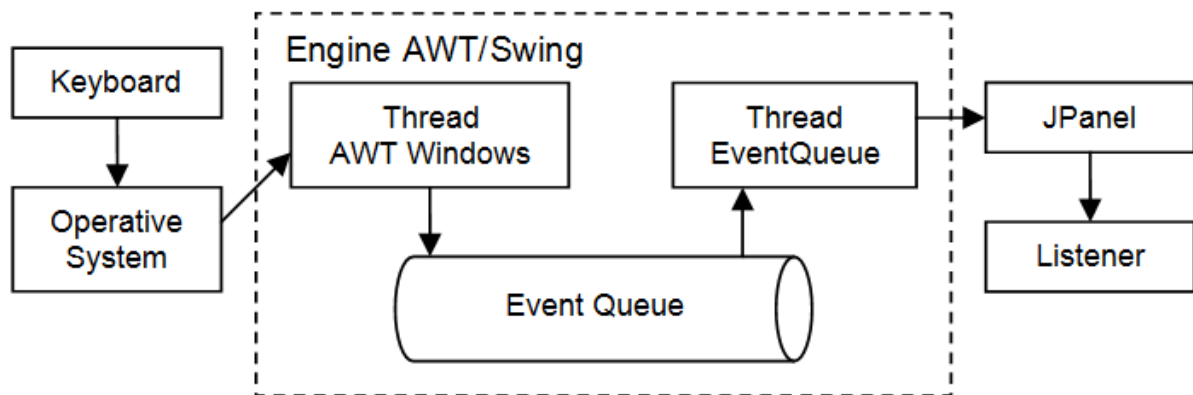 Engine AWT/Swing
Keyboard
Operative
System
Thread
AWT Windows
Event Queue
Thread
EventQueue
JPanel
Listener